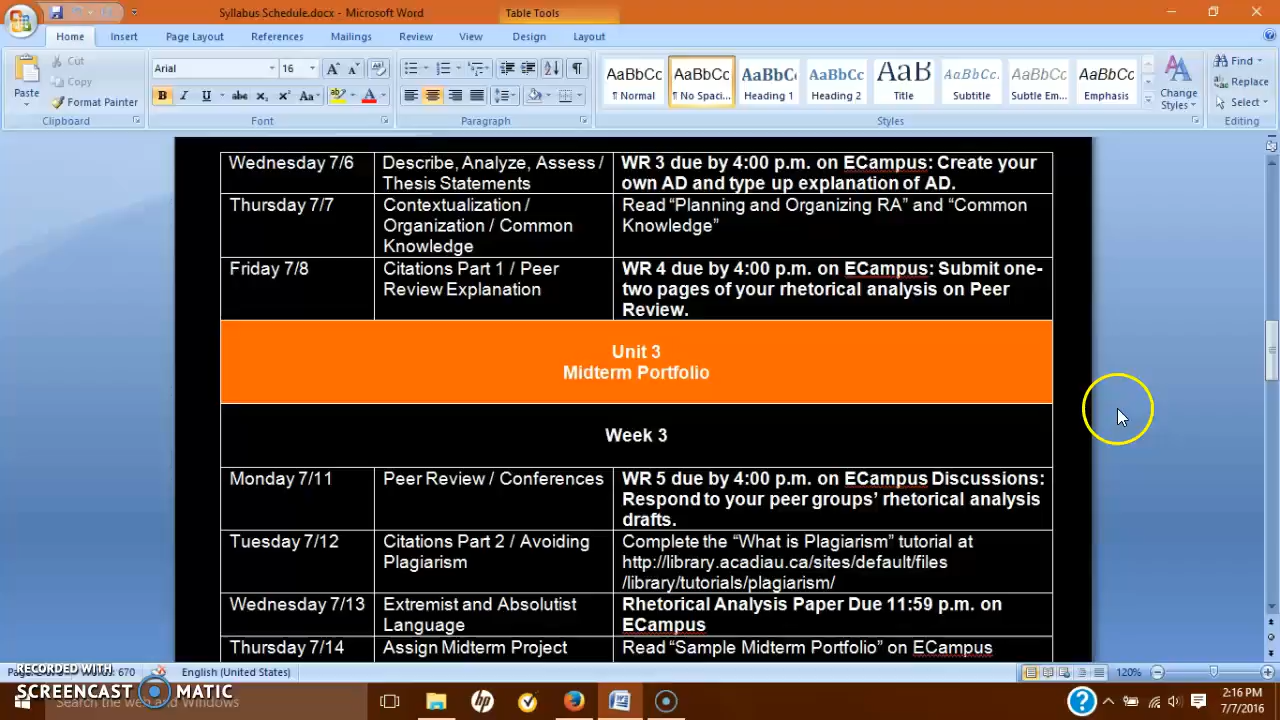 Syllabus Schedule.docx - Microsoft Word
Table Tools
Home Insert Page Layout References Mailings Review View Design Layout
Paste
Cut
Copy
Format Painter
Clipboard
Arial 16
Font
Paragraph
AaBbCc AaBbCc AaBbC AaBbCc AaB AaBbCc AaBbCc AaBbCc
¶ Normal ¶ No Spaci... Heading 1 Heading 2 Title Subtitle Subtle Em... Emphasis
Change
Styles
Styles
Find
Replace
Select
Editing
Wednesday 7/6
Describe, Analyze, Assess /
Thesis Statements
WR 3 due by 4:00 p.m. on ECampus: Create your
own AD and type up explanation of AD.
Thursday 7/7
Contextualization /
Organization / Common
Knowledge
Read “Planning and Organizing RA” and “Common
Knowledge”
Friday 7/8
Citations Part 1 / Peer
Review Explanation
WR 4 due by 4:00 p.m. on ECampus: Submit one-
two pages of your rhetorical analysis on Peer
Review.
Unit 3
Midterm Portfolio
Week 3
Monday 7/11
Peer Review / Conferences
WR 5 due by 4:00 p.m. on ECampus Discussions:
Respond to your peer groups’ rhetorical analysis
drafts.
Tuesday 7/12
Citations Part 2 / Avoiding
Plagiarism
Complete the “What is Plagiarism” tutorial at
http://library.acadiau.ca/sites/default/files
/library/tutorials/plagiarism/
Wednesday 7/13
Extremist and Absolutist
Language
Rhetorical Analysis Paper Due 11:59 p.m. on
ECampus
Thursday 7/14
Assign Midterm Project
Read “Sample Midterm Portfolio” on ECampus
670
English (United States)
120%
RECORDED WITH
SCREENCAST MATIC
Search the web and Windows
2:16 PM
7/7/2016